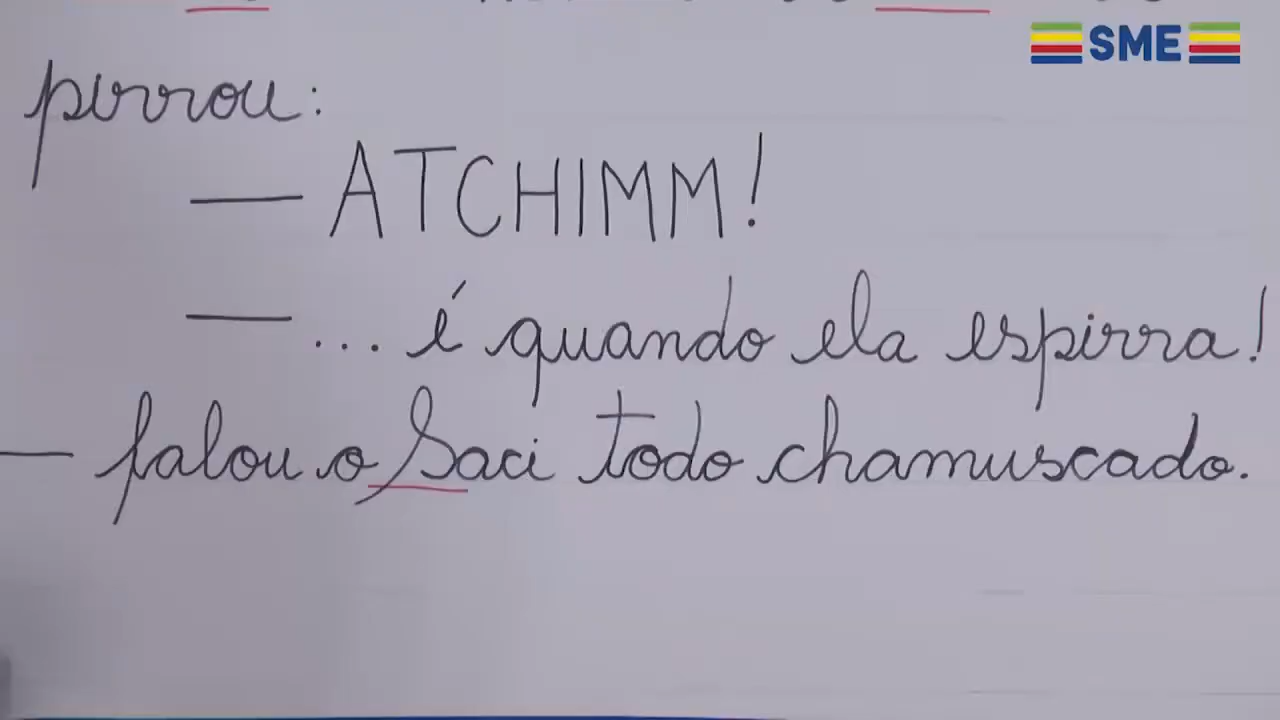 SME
pirrou:
— ATCHIMM!
— ... é quando ela espirra!
— falou o Saci todo chamuscado.